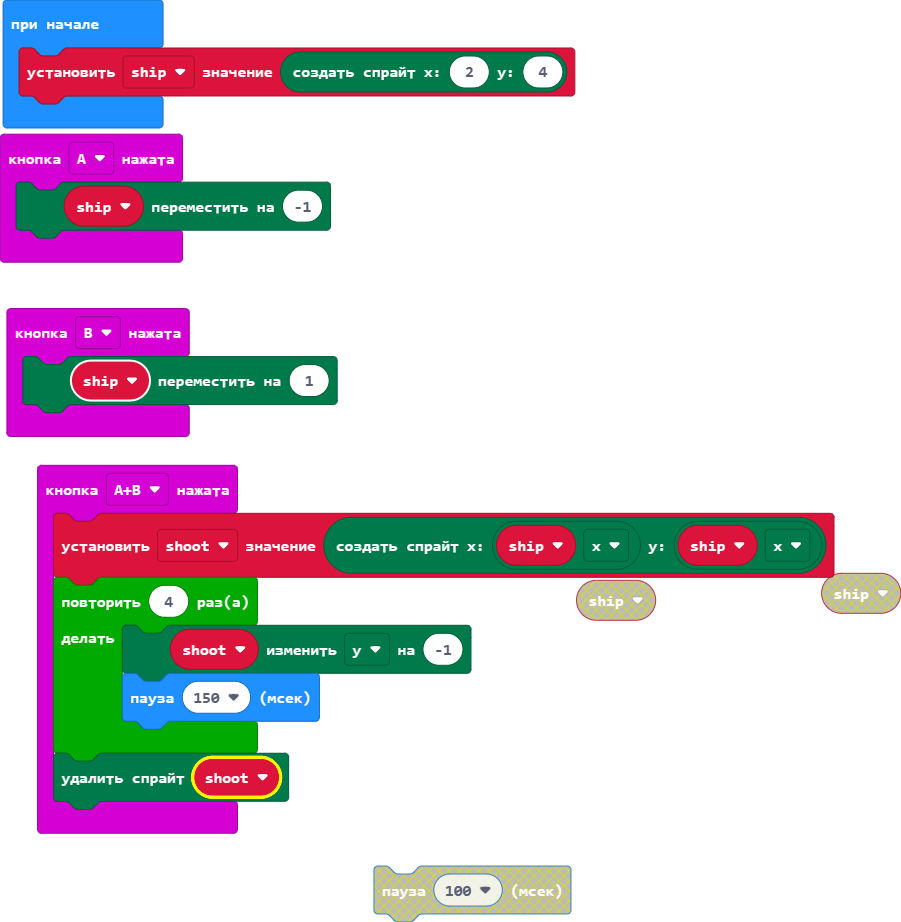 при начале
установить ship значение создать спрайт x: 2 y: 4
кнопка A нажата
ship переместить на -1
кнопка B нажата
ship переместить на 1
кнопка A+B нажата
установить shoot значение создать спрайт x: ship x y: ship x
повторить 4 раз(а)
ship
ship
делать
shoot изменить y на -1
пауза 150 (мсек)
удалить спрайт shoot
пауза 100 (мсек)